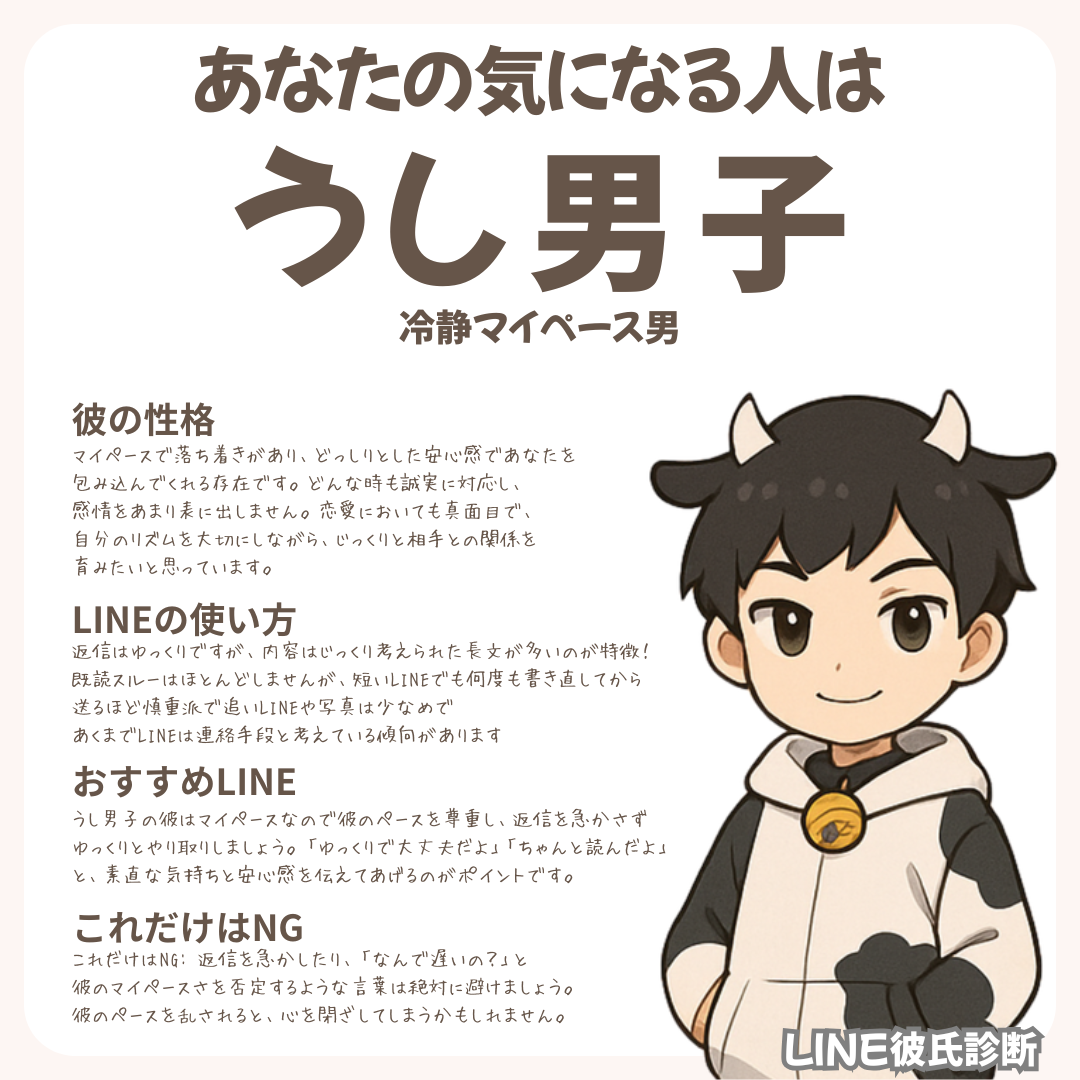 あなたの気になる人は
うし男子
冷静マイペース男
彼の性格
マイペースで落ち着きがあり、どっしりとした安心感であなたを
包み込んでくれる存在です。どんな時も誠実に対応し、
感情をあまり表に出しません。恋愛においても真面目で、
自分のリズムを大切にしながら、じっくりと相手との関係を
育みたいと思っています。
LINEの使い方
返信はゆっくりですが、内容はじっくり考えられた長文が多いのが特徴!
既読スルーはほとんどしませんが、短いLINEでも何度も書き直してから
送るほど慎重派で追いLINEや写真は少なめで
あくまでLINEは連絡手段と考えている傾向があります
おすすめLINE
うし男子の彼はマイペースなので彼のペースを尊重し、返信を急かさず
ゆっくりとやり取りしましょう。「ゆっくりで大丈夫だよ」「ちゃんと読んだよ」
と、素直な気持ちと安心感を伝えてあげるのがポイントです。
これだけはNG
これだけはNG: 返信を急かしたり、「なんで遅いの?」と
彼のマイペースさを否定するような言葉は絶対に避けましょう。
彼のペースを乱されると、心を閉ざしてしまうかもしれません。
LINE彼氏診断